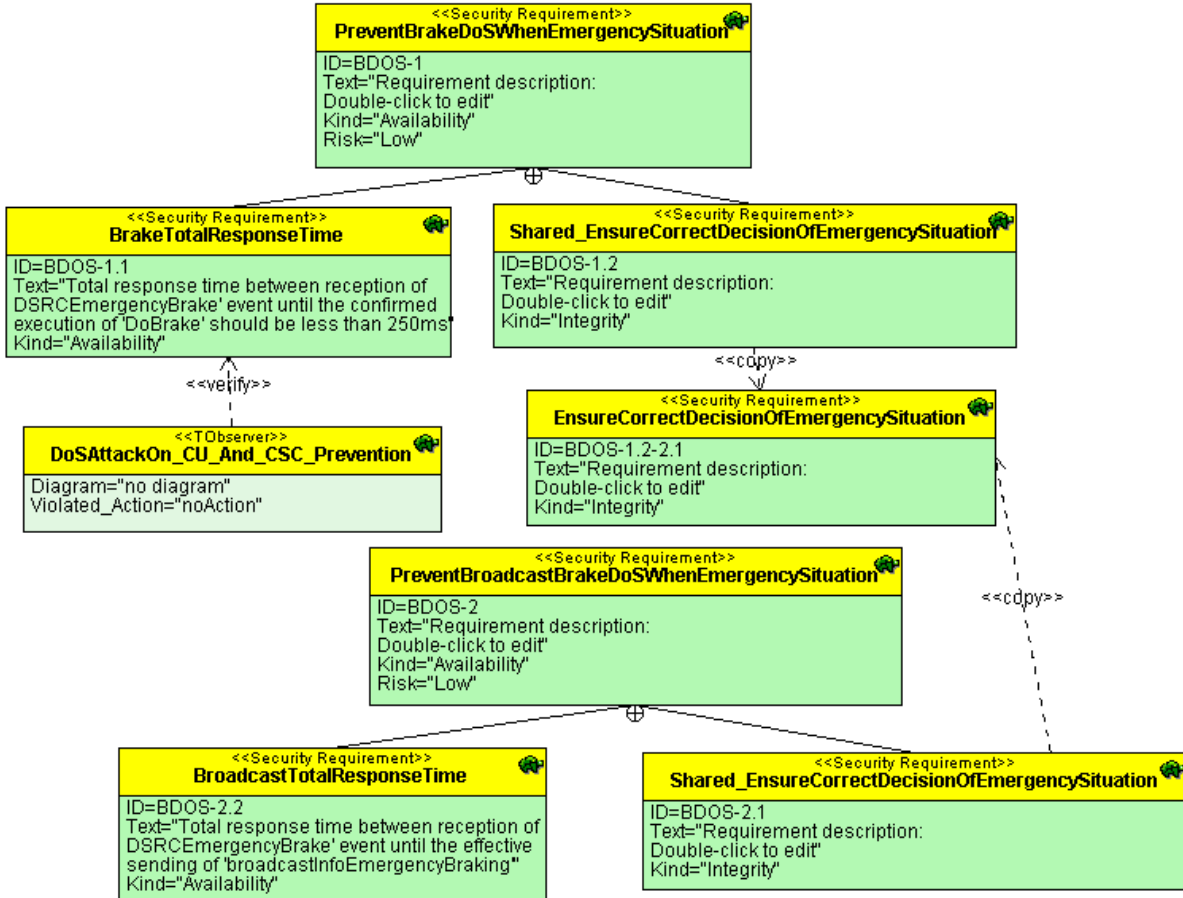 <<Security Requirement>>
PreventBrakeDoSWhenEmergencySituation
ID=BDOS-1
Text="Requirement description:
Double-click to edit"
Kind="Availability"
Risk="Low"
<<Security Requirement>>
BrakeTotalResponseTime
ID=BDOS-1.1
Text="Total response time between reception of
DSRCEmergencyBrake' event until the confirmed
execution of 'DoBrake' should be less than 250ms"
Kind="Availability"
<<Security Requirement>>
Shared_EnsureCorrectDecisionOfEmergencySituation
ID=BDOS-1.2
Text="Requirement description:
Double-click to edit"
Kind="Integrity"
<<verify>>
<<copy>>
<<TObserver>>
DoSAttackOn_CU_And_CSC_Prevention
Diagram="no diagram"
Violated_Action="noAction"
<<Security Requirement>>
EnsureCorrectDecisionOfEmergencySituation
ID=BDOS-1.2-2.1
Text="Requirement description:
Double-click to edit"
Kind="Integrity"
<<copy>>
<<Security Requirement>>
PreventBroadcastBrakeDoSWhenEmergencySituation
ID=BDOS-2
Text="Requirement description:
Double-click to edit"
Kind="Availability"
Risk="Low"
<<Security Requirement>>
BroadcastTotalResponseTime
ID=BDOS-2.2
Text="Total response time between reception of
DSRCEmergencyBrake' event until the effective
sending of 'broadcastInfoEmergencyBraking'"
Kind="Availability"
<<Security Requirement>>
Shared_EnsureCorrectDecisionOfEmergencySituation
ID=BDOS-2.1
Text="Requirement description:
Double-click to edit"
Kind="Integrity"